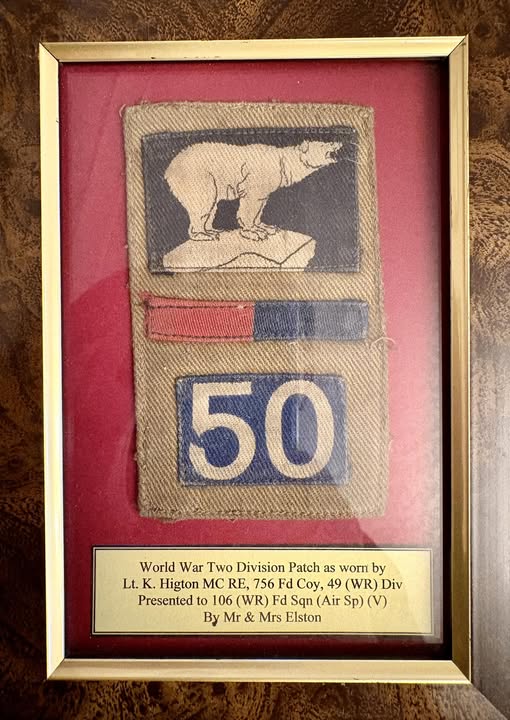 50
World War Two Division Patch as worn by
Lt. K. Higton MC RE, 756 Fd Coy, 49 (WR) Div
Presented to 106 (WR) Fd Sqn (Air Sp) (V)
By Mr & Mrs Elston